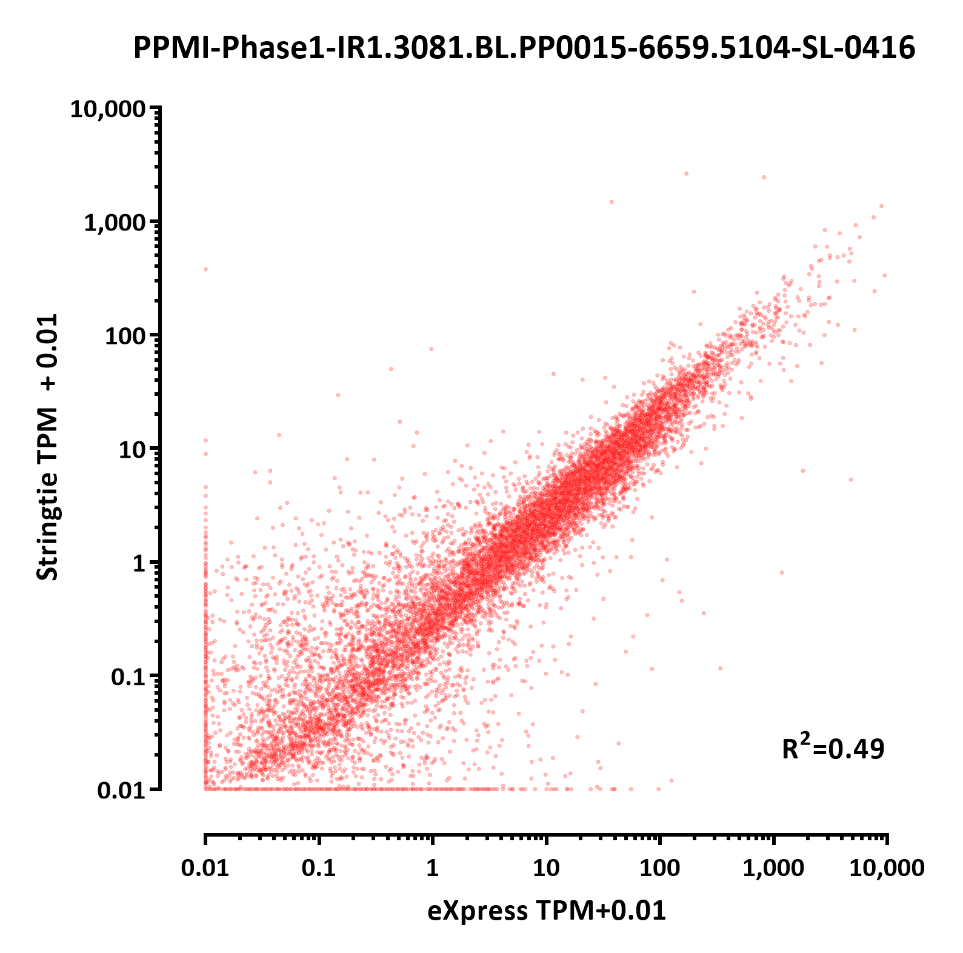 PPMI-Phase1-IR1.3081.BL.PP0015-6659.5104-SL-0416
10,000
1,000
100
10
1
0.1
0.01
Stringtie TPM + 0.01
R²=0.49
0.01 0.1 1 10 100 1,000 10,000
eXpress TPM+0.01